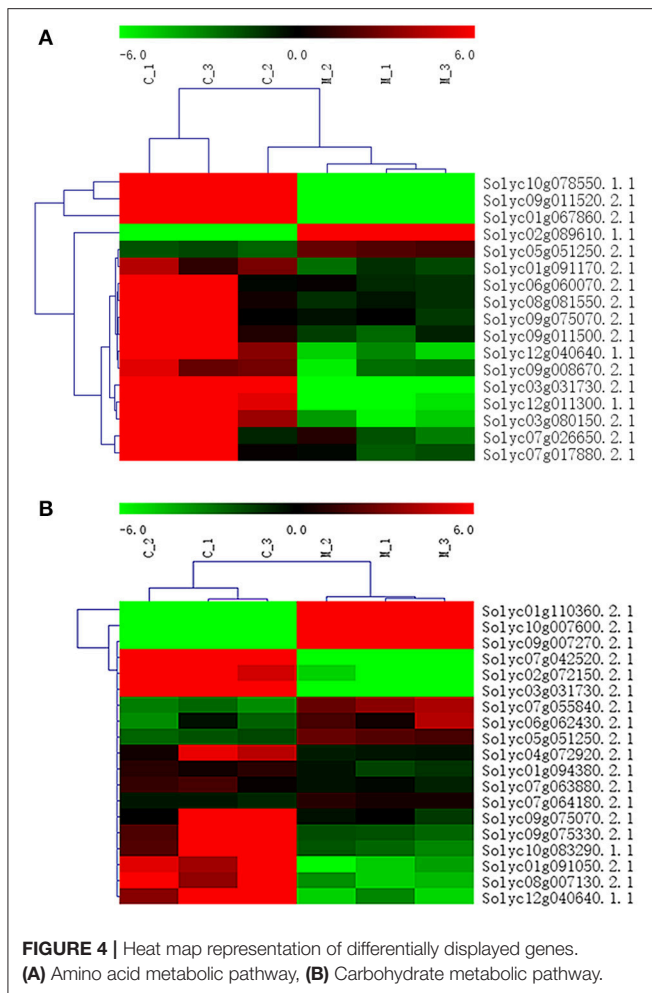 A
-6.0 0.0 6.0
C_1 C_3 C_2 M_2 M_1 M_3
Solyc10g078550.1.1
Solyc09g011520.2.1
Solyc01g067860.2.1
Solyc02g089610.1.1
Solyc05g051250.2.1
Solyc01g091170.2.1
Solyc06g060070.2.1
Solyc08g081550.2.1
Solyc09g075070.2.1
Solyc09g011500.2.1
Solyc12g040640.1.1
Solyc09g008670.2.1
Solyc03g031730.2.1
Solyc12g011300.1.1
Solyc03g080150.2.1
Solyc07g026650.2.1
Solyc07g017880.2.1
B
-6.0 0.0 6.0
C_2 C_1 C_3 M_2 M_1 M_3
Solyc01g110360.2.1
Solyc10g007600.2.1
Solyc09g007270.2.1
Solyc07g042520.2.1
Solyc02g072150.2.1
Solyc03g031730.2.1
Solyc07g055840.2.1
Solyc06g062430.2.1
Solyc05g051250.2.1
Solyc04g072920.2.1
Solyc01g094380.2.1
Solyc07g063880.2.1
Solyc07g064180.2.1
Solyc09g075070.2.1
Solyc09g075330.2.1
Solyc10g083290.1.1
Solyc01g091050.2.1
Solyc08g007130.2.1
Solyc12g040640.1.1
FIGURE 4 | Heat map representation of differentially displayed genes.
(A) Amino acid metabolic pathway, (B) Carbohydrate metabolic pathway.